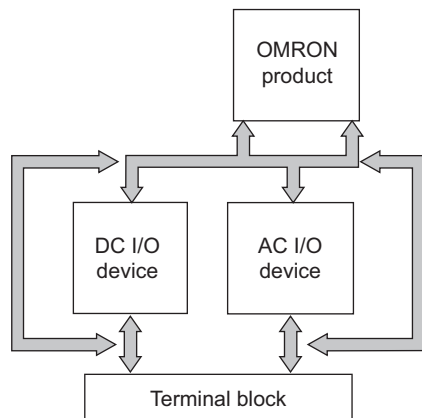 OMRON
product
DC I/O
device
AC I/O
device
Terminal block